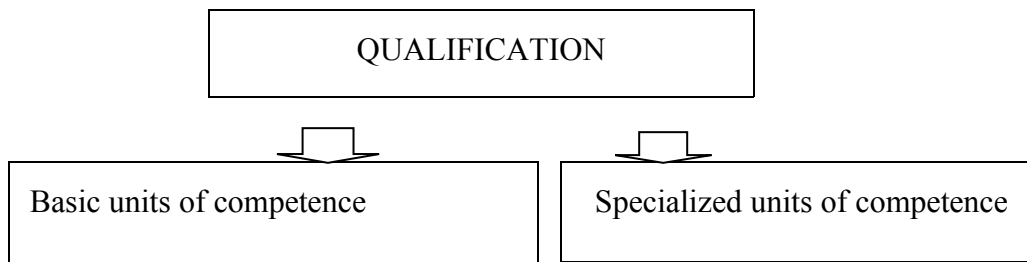 QUALIFICATION
Basic units of competence
Specialized units of competence